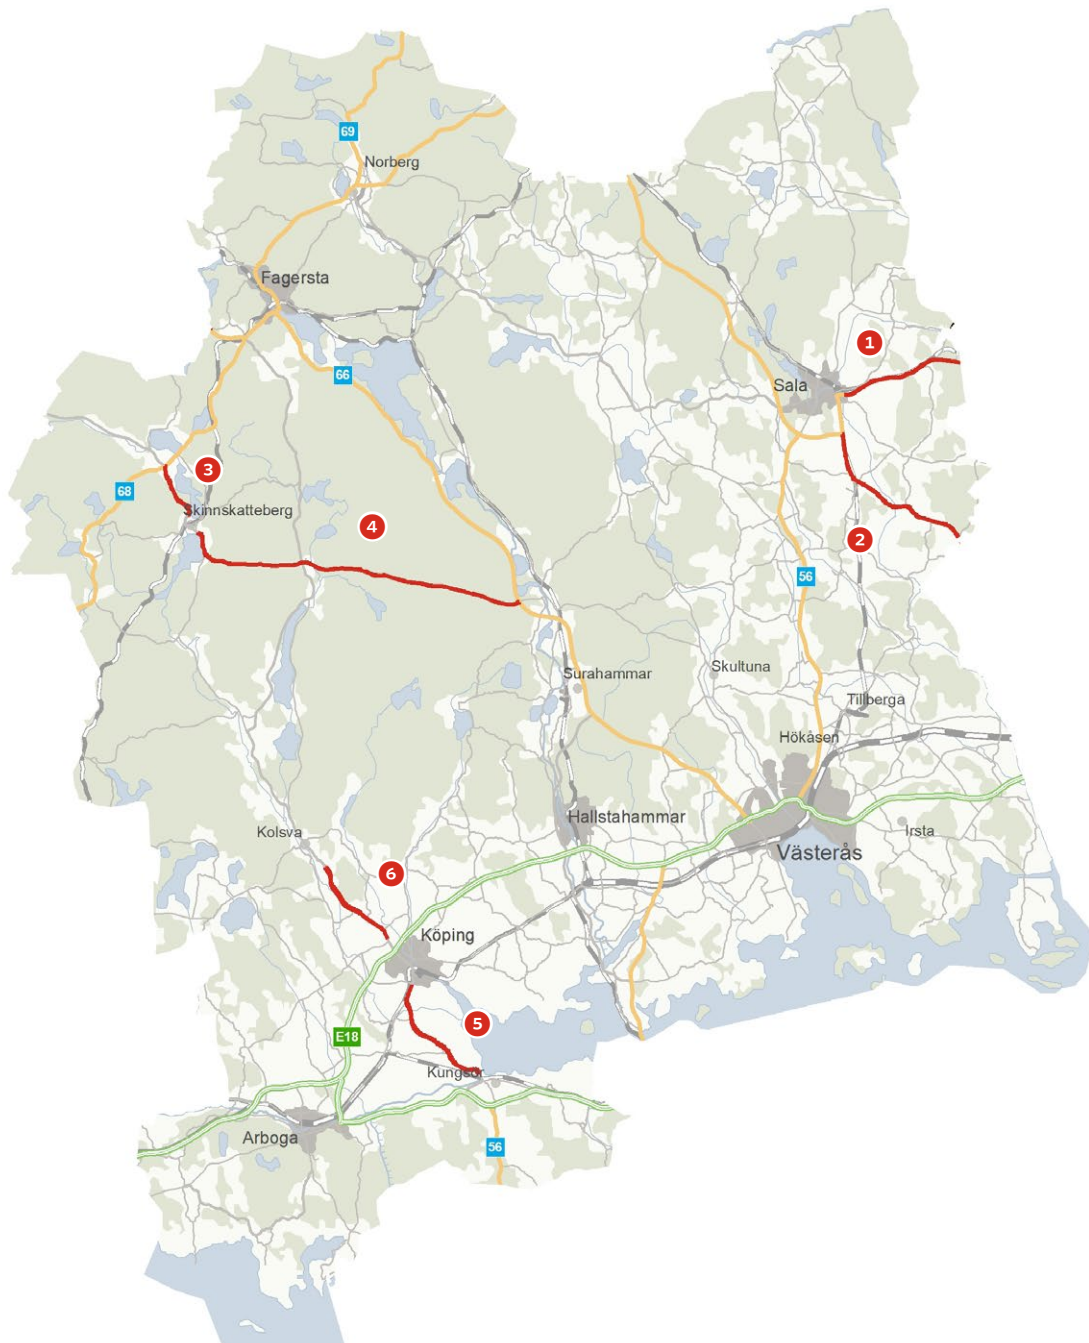 69
Norberg
Fagersta
1
66
Sala
3
68
Skinnskatteberg
4
2
56
Surahammar
Skultuna
Tillberga
Hökåsen
Hallstahammar
Kolsva
Irsta
Västerås
6
Köping
5
E18
Kungsör
Arboga
56